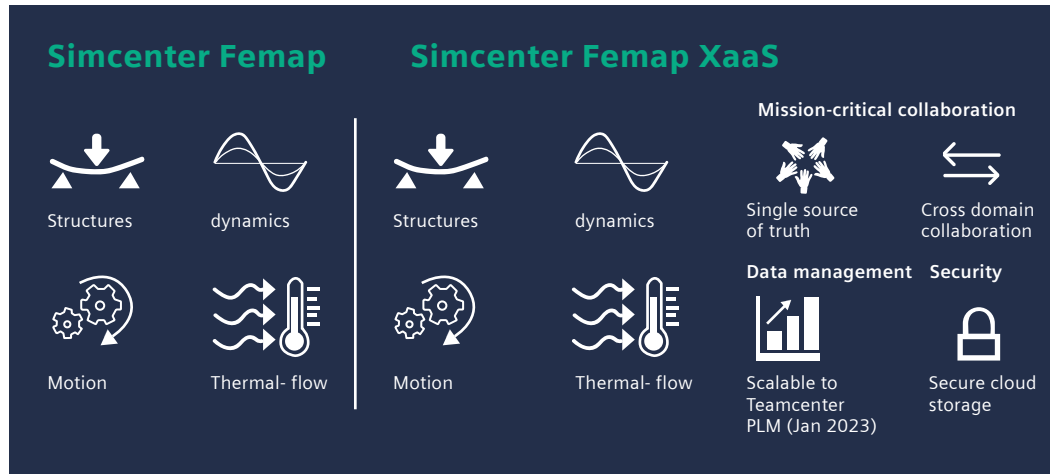 Simcenter Femap
Structures
dynamics
Motion
Thermal- flow
Simcenter Femap XaaS
Structures
dynamics
Motion
Thermal- flow
Mission-critical collaboration
Single source
of truth
Cross domain
collaboration
Data management
Scalable to
Teamcenter
PLM (Jan 2023)
Security
Secure cloud
storage